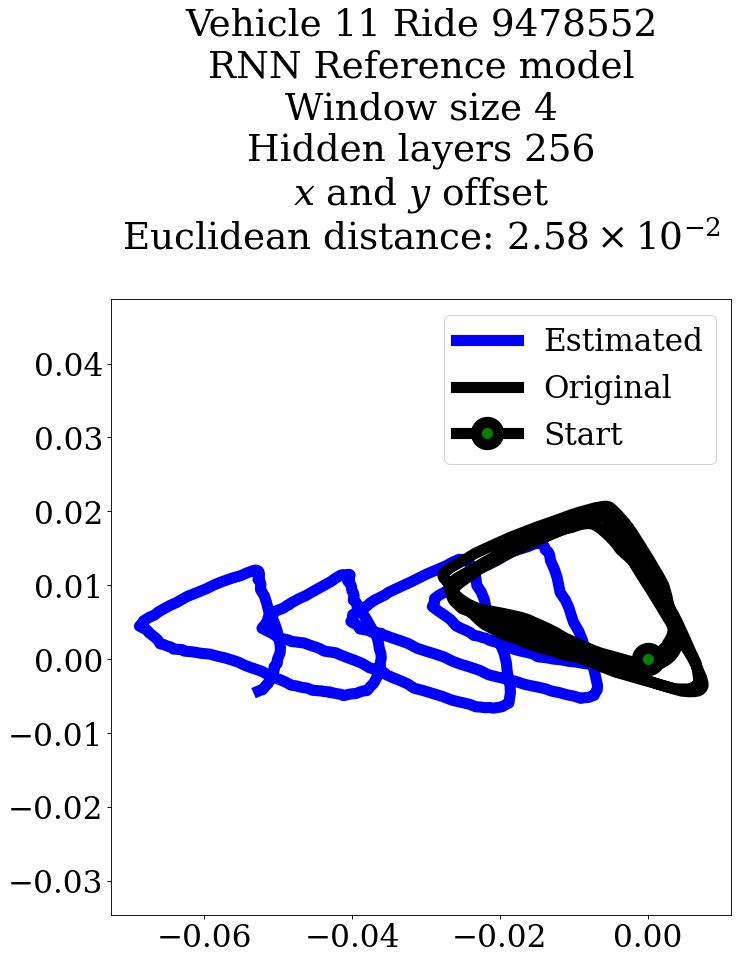 Vehicle 11 Ride 9478552
RNN Reference model
Window size 4
Hidden layers 256
x and y offset
Euclidean distance: 2.58 × 10⁻²
Estimated
Original
Start
0.04
0.03
0.02
0.01
0.00
−0.01
−0.02
−0.03
−0.06 −0.04 −0.02 0.00